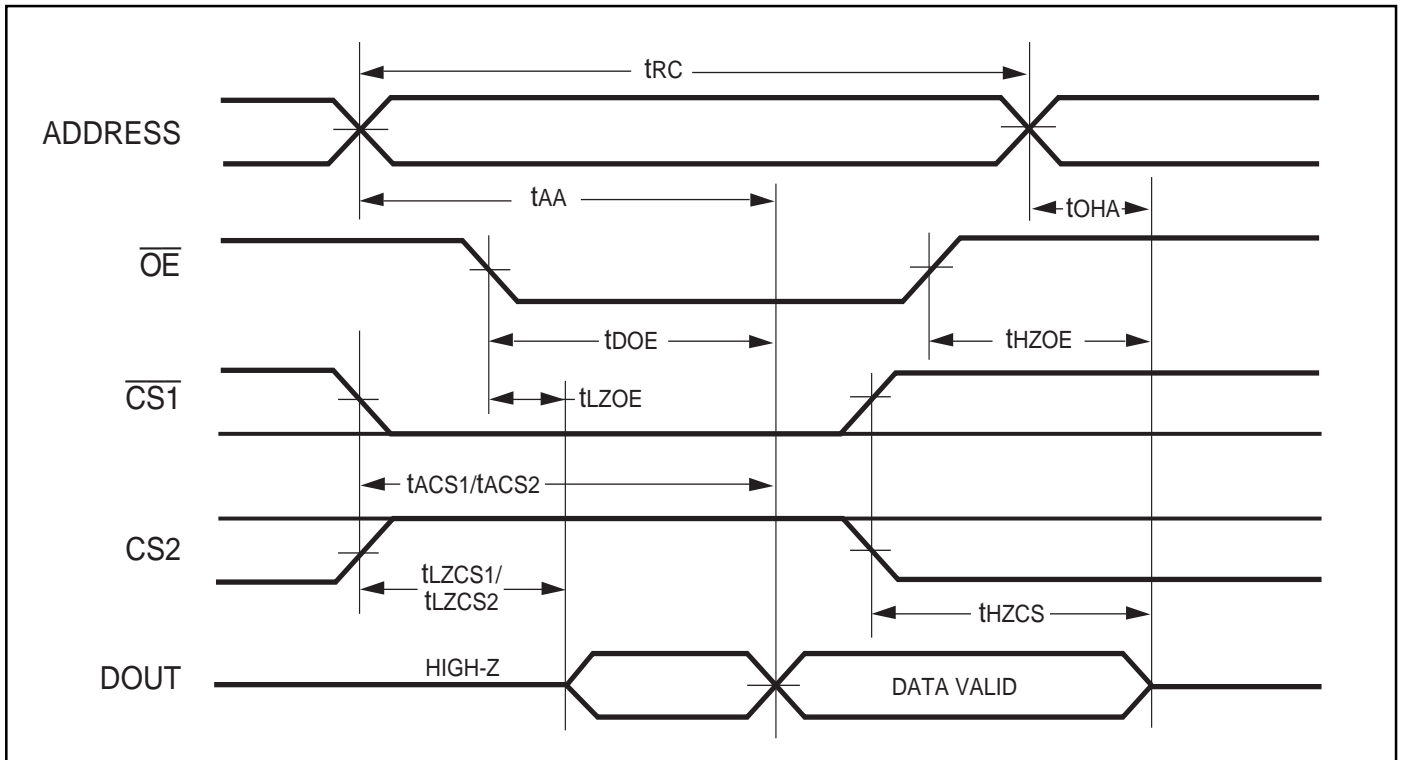 tRC
ADDRESS
tAA
tOHA
OE
tDOE
tHZOE
CS1
tLZOE
tACS1/tACS2
CS2
tLZCS1/
tLZCS2
tHZCS
DOUT
HIGH-Z
DATA VALID